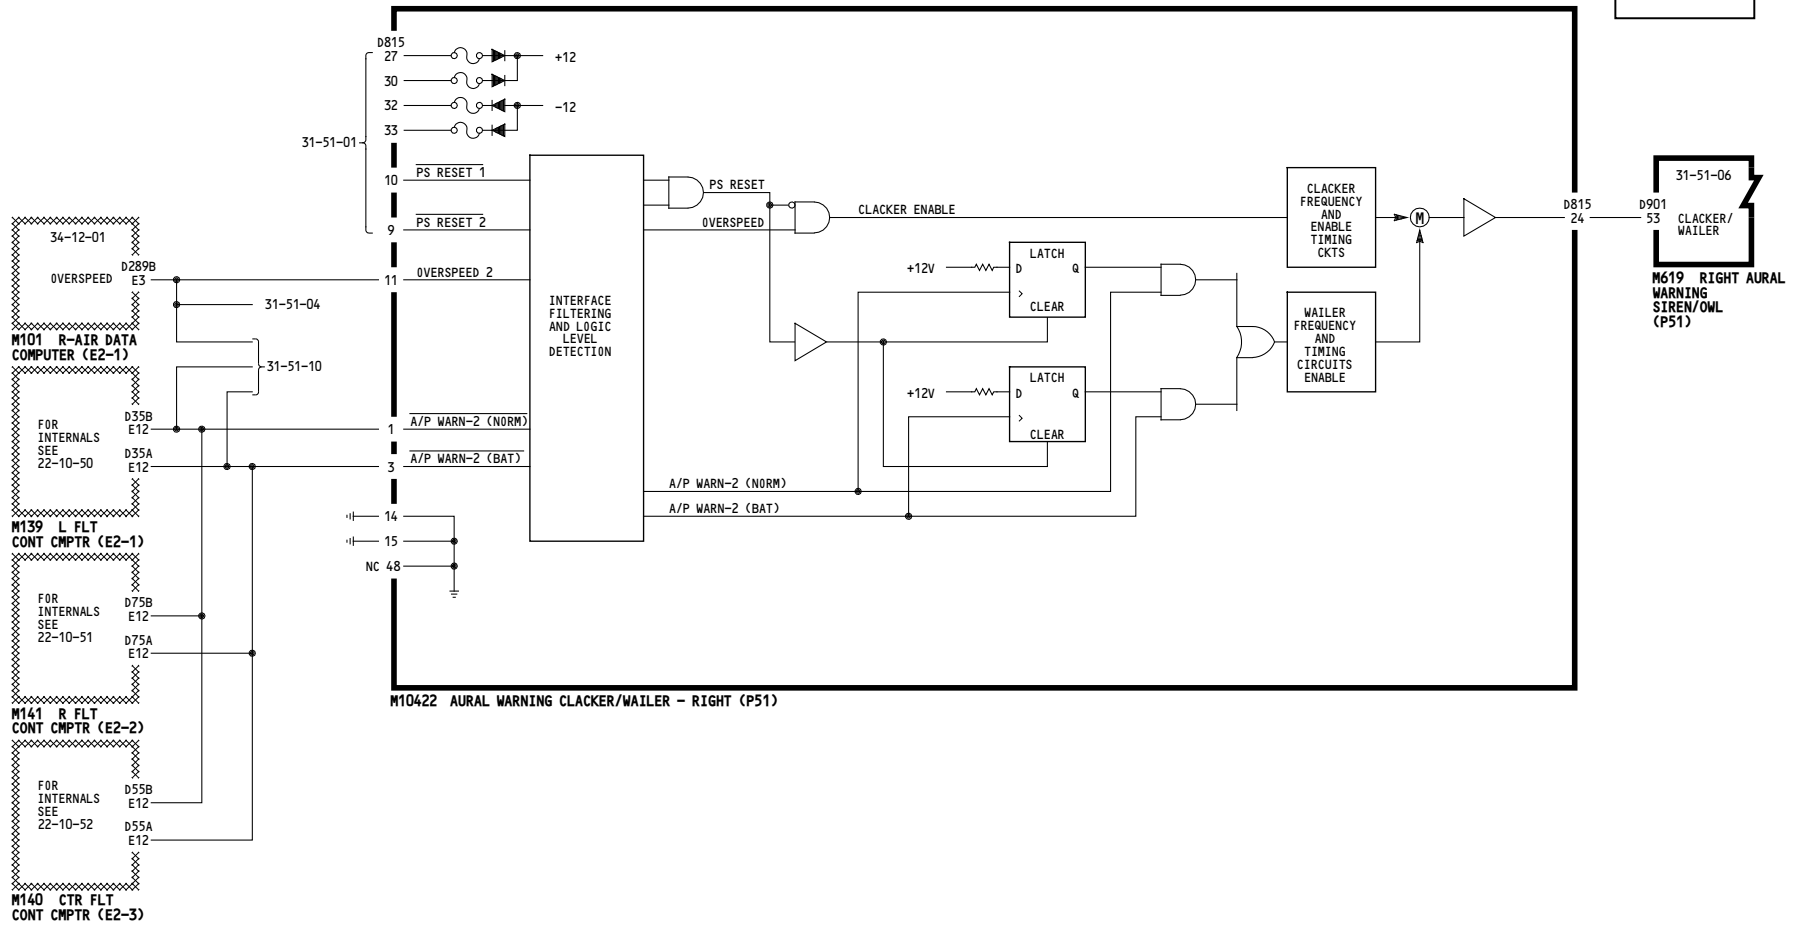 D815
27
30
32
33
+12
-12
31-51-01
10
PS RESET 1
9
PS RESET 2
PS RESET
OVERSPEED
CLACKER ENABLE
CLACKER
FREQUENCY
AND
ENABLE
TIMING
CKTS
M
D815
24
D901
53
31-51-06
CLACKER/
WAILER
M619 RIGHT AURAL
WARNING
SIREN/OWL
(P51)
34-12-01
OVERSPEED
D289B
E3
11
OVERSPEED 2
31-51-04
31-51-10
M101 R-AIR DATA
COMPUTER (E2-1)
INTERFACE
FILTERING
AND LOGIC
LEVEL
DETECTION
+12V
LATCH
D
Q
>
CLEAR
+12V
LATCH
D
Q
>
CLEAR
WAILER
FREQUENCY
AND
TIMING
CIRCUITS
ENABLE
FOR
INTERNALS
SEE
22-10-50
D35B
E12
D35A
E12
1
A/P WARN-2 (NORM)
3
A/P WARN-2 (BAT)
A/P WARN-2 (NORM)
A/P WARN-2 (BAT)
14
15
NC 48
M139 L FLT
CONT CMPTR (E2-1)
FOR
INTERNALS
SEE
22-10-51
D75B
E12
D75A
E12
M141 R FLT
CONT CMPTR (E2-2)
M10422 AURAL WARNING CLACKER/WAILER - RIGHT (P51)
FOR
INTERNALS
SEE
22-10-52
D55B
E12
D55A
E12
M140 CTR FLT
CONT CMPTR (E2-3)